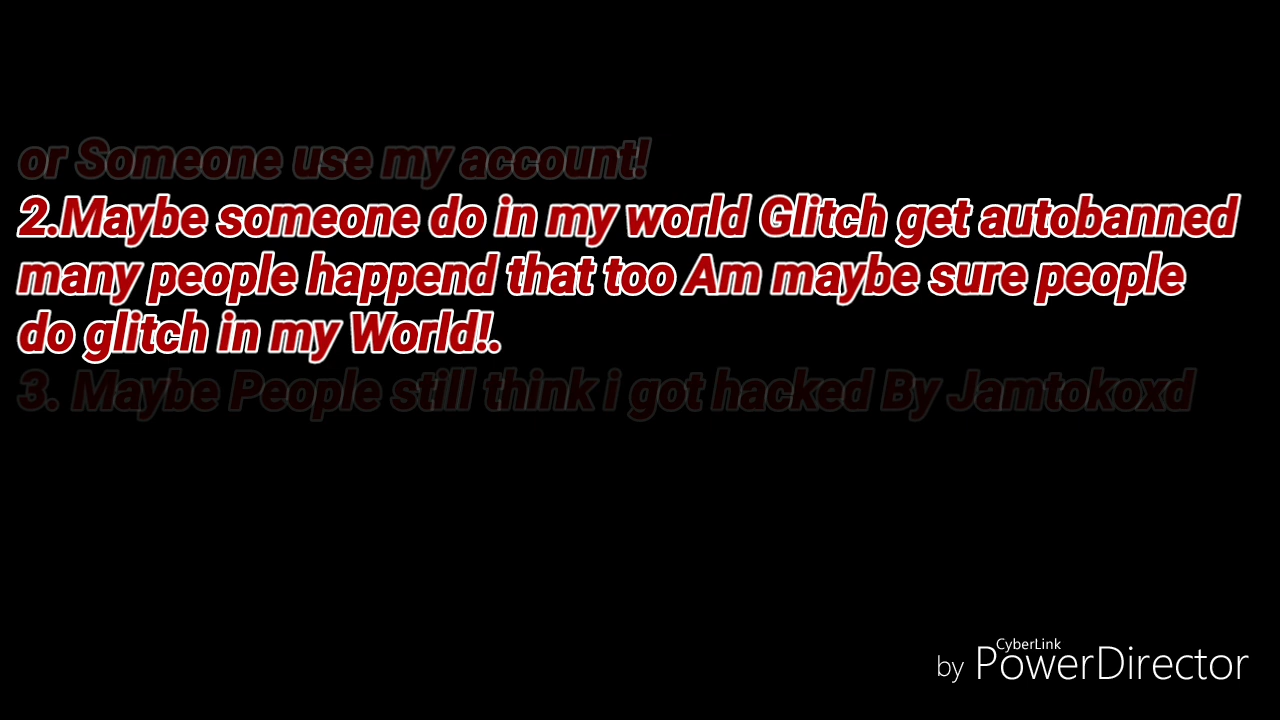 or Someone use my account!
2.Maybe someone do in my world Glitch get autobanned
many people happend that too Am maybe sure people
do glitch in my World!.
3. Maybe People still think i got hacked By Jamtokoxd
CyberLink
by PowerDirector